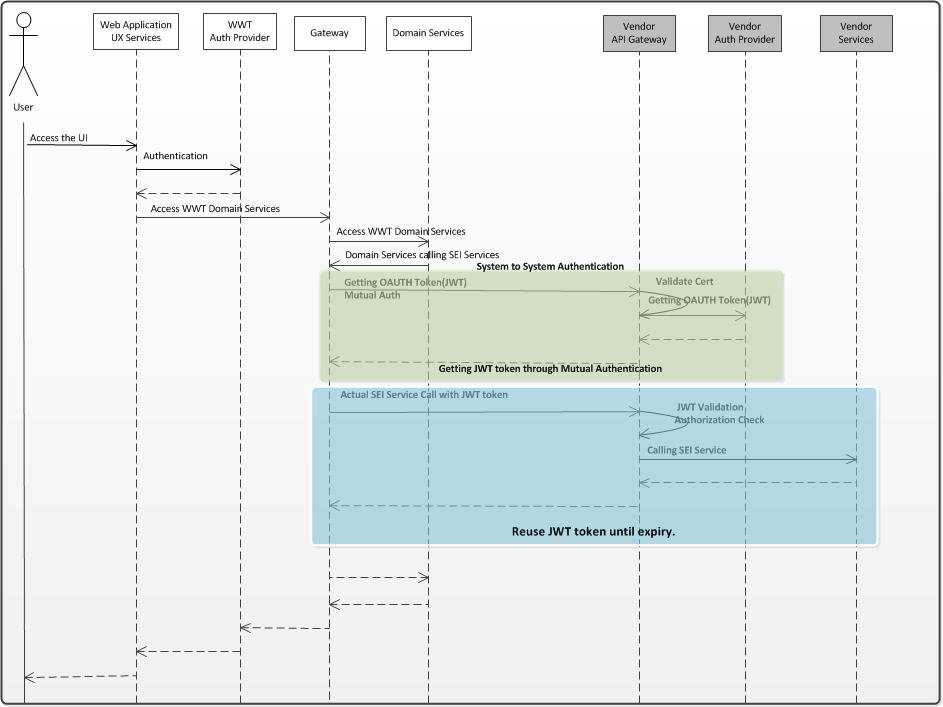 Web Application
UX Services
WWT
Auth Provider
Gateway
Domain Services
Vendor
API Gateway
Vendor
Auth Provider
Vendor
Services
User
Access the UI
Authentication
Access WWT Domain Services
Access WWT Domain Services
Domain Services calling SEI Services
System to System Authentication
Getting OAUTH Token(JWT)
Mutual Auth
Validate Cert
Getting OAUTH Token(JWT)
Getting JWT token through Mutual Authentication
Actual SEI Service Call with JWT token
JWT Validation
Authorization Check
Calling SEI Service
Reuse JWT token until expiry.